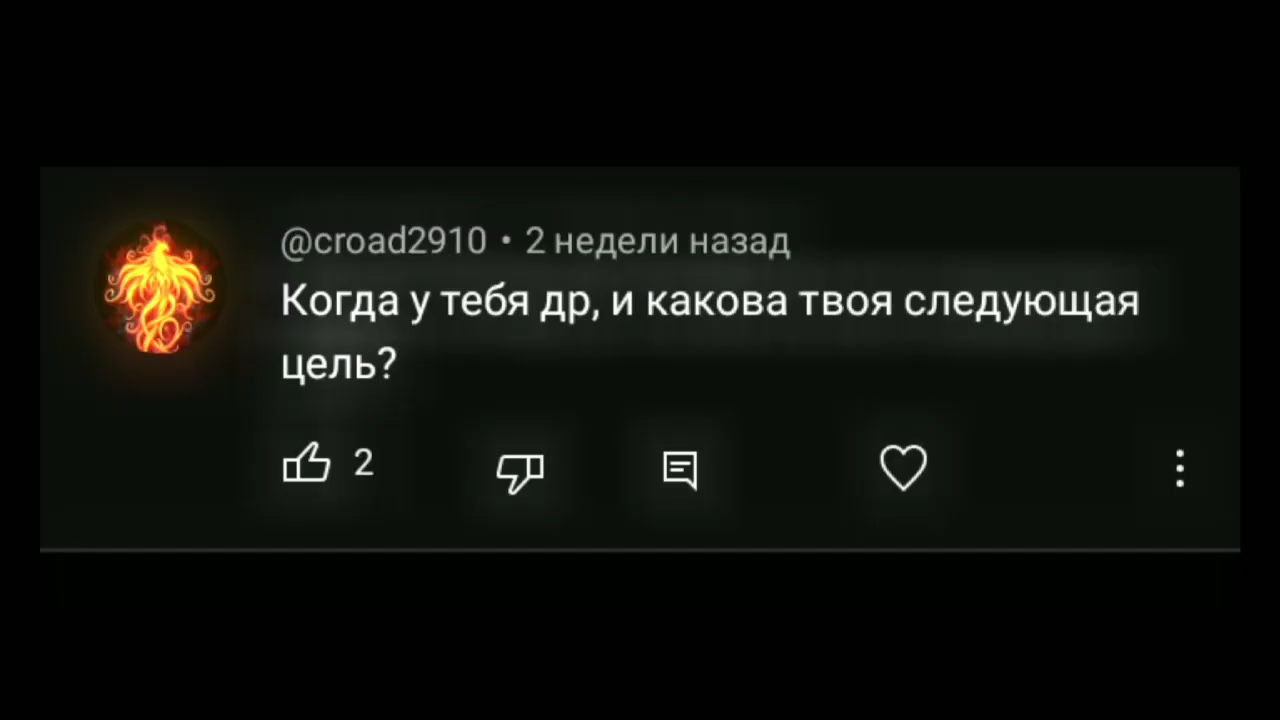 @croad2910 • 2 недели назад
Когда у тебя др, и какова твоя следующая
цель?
2